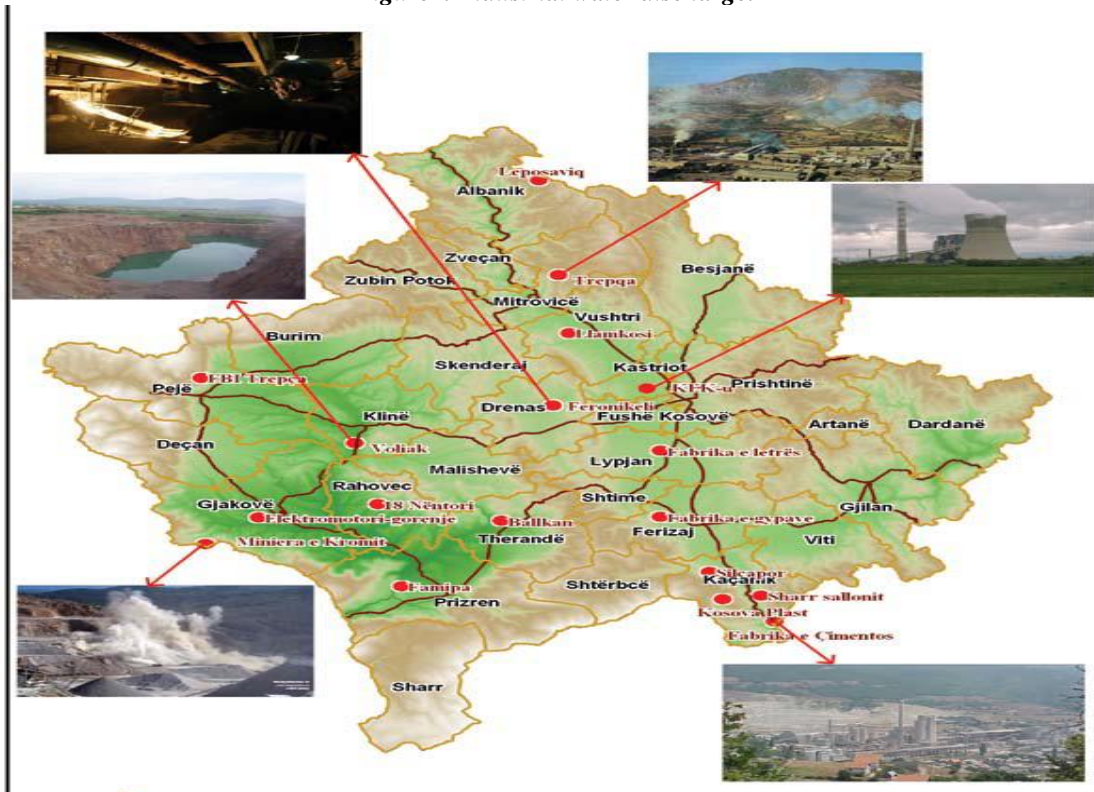 Leposaviq
Albanik
Zveçan
Zubin Potok
Trepqa
Besjanë
Mitrovicë
Vushtri
Llamkosi
Burim
Skenderaj
Kastriot
FBI Trepça
Pejë
KEK-u
Prishtinë
Drenas
Feronikeli
Klinë
Fushë Kosovë
Artanë
Dardanë
Deçan
Voliak
Fabrika e letrës
Malishevë
Lypjan
Rahovec
Shtime
Gjakovë
18 Nëntori
Gjilan
Elektromotori-gorenje
Ballkan
Fabrika e gypave
Ferizaj
Therandë
Viti
Miniera e Kromit
Silcapor
Famipa
Shtërbcë
Kaçanik
Sharr sallonit
Prizren
Kosova Plast
Fabrika e Çimentos
Sharr